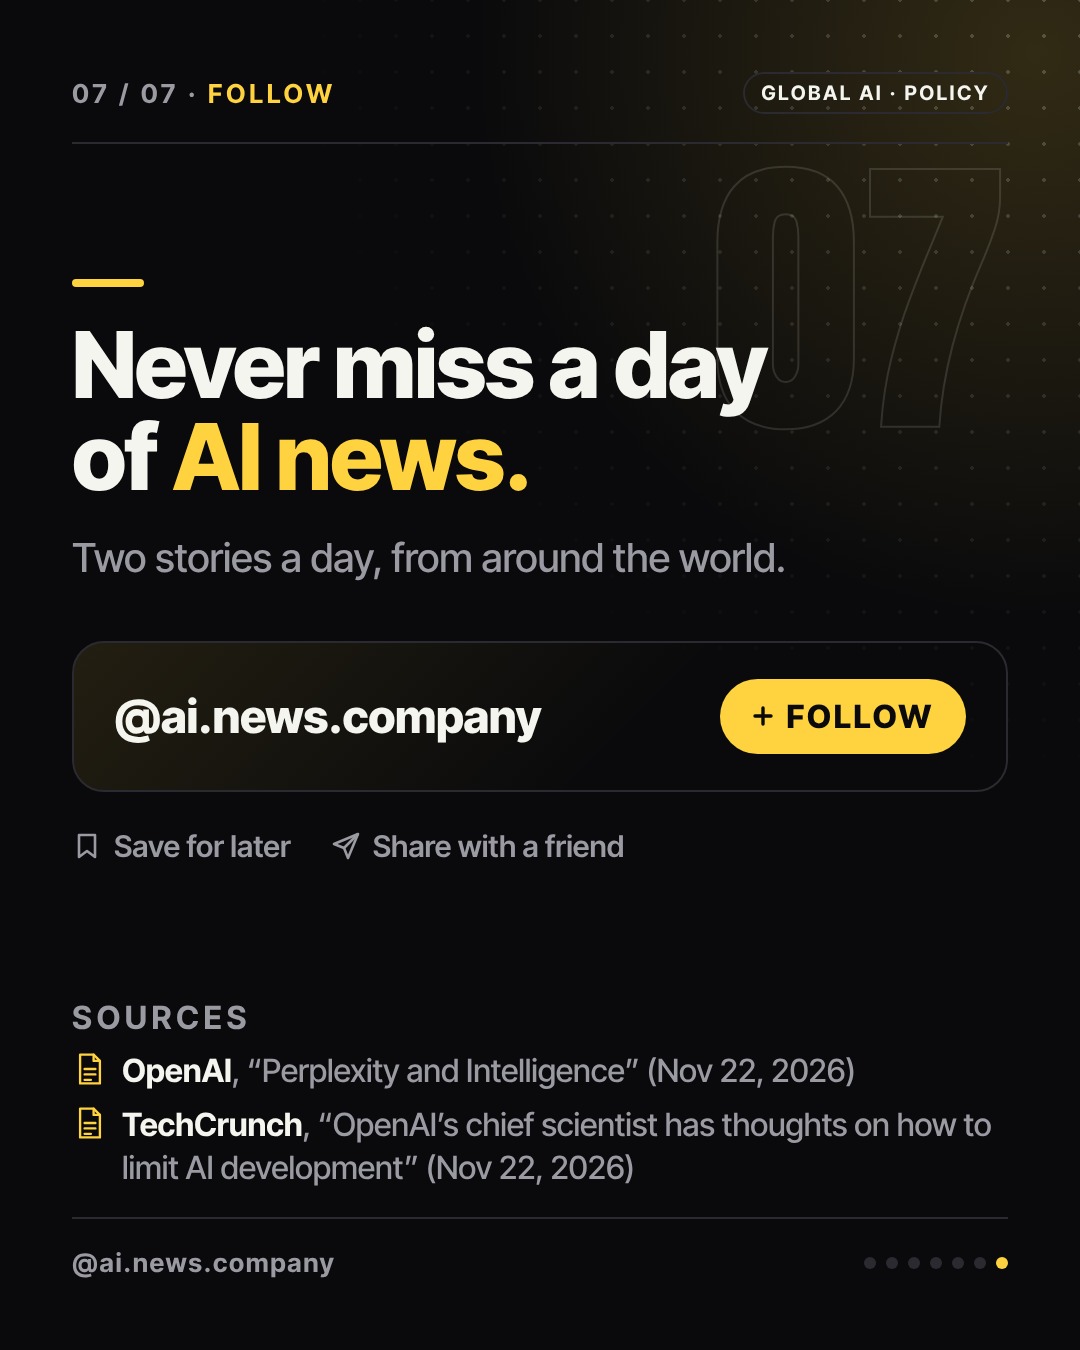 07 / 07 · FOLLOW
GLOBAL AI · POLICY
07
Never miss a day
of AI news.
Two stories a day, from around the world.
@ai.news.company
+ FOLLOW
Save for later
Share with a friend
SOURCES
OpenAI, “Perplexity and Intelligence” (Nov 22, 2026)
TechCrunch, “OpenAI’s chief scientist has thoughts on how to
limit AI development” (Nov 22, 2026)
@ai.news.company